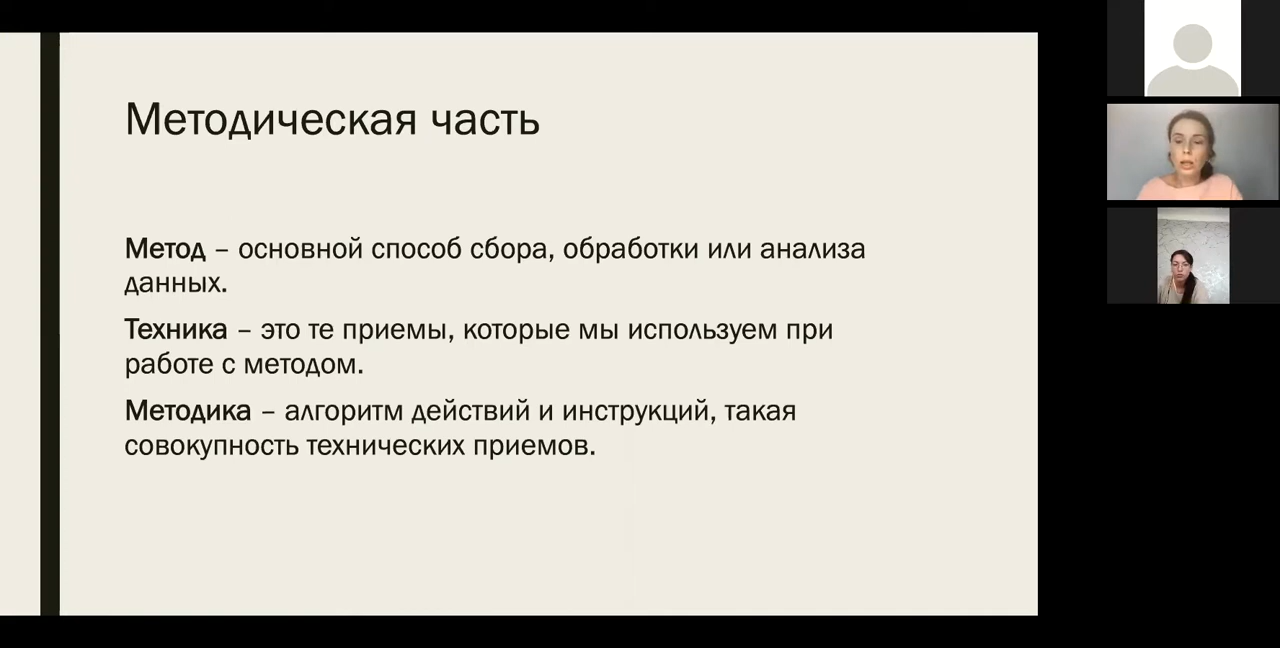 Методическая часть
Метод – основной способ сбора, обработки или анализа
данных.
Техника – это те приемы, которые мы используем при
работе с методом.
Методика – алгоритм действий и инструкций, такая
совокупность технических приемов.